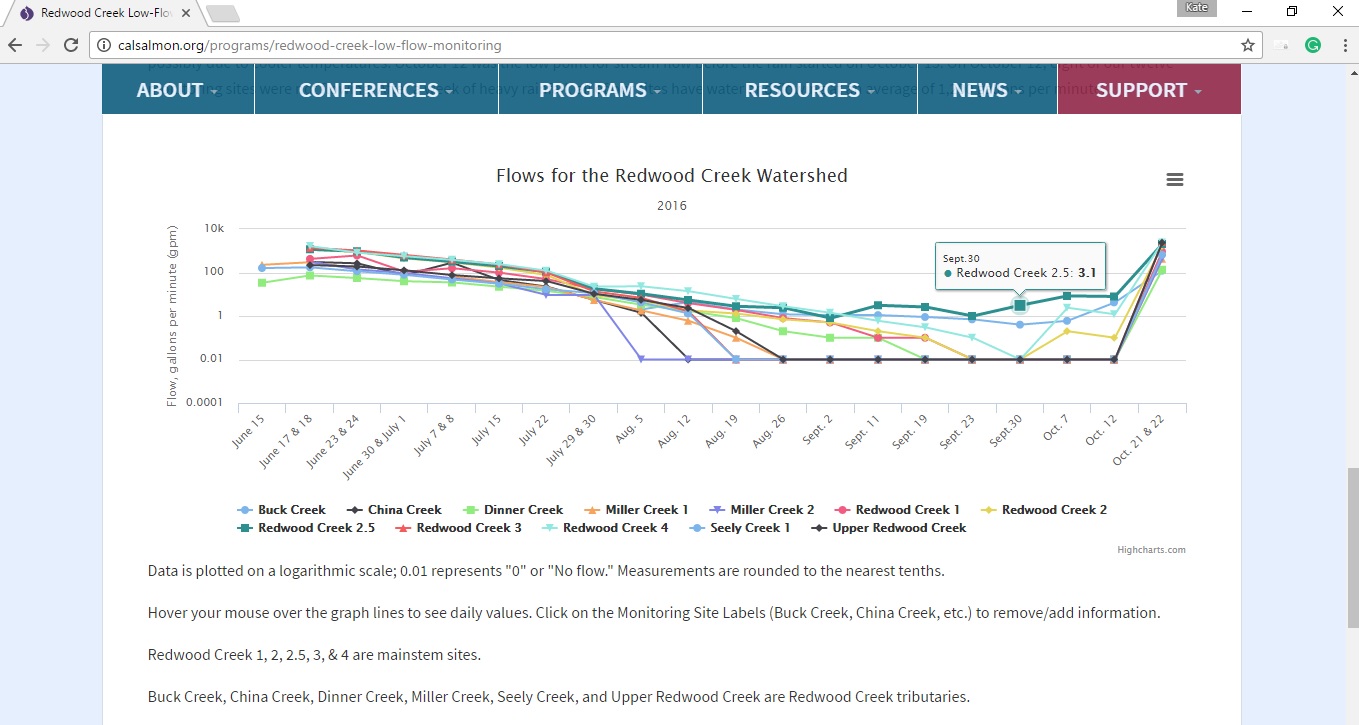 Redwood Creek Low-Flo
Kate
calsalmon.org/programs/redwood-creek-low-flow-monitoring
ABOUT CONFERENCES PROGRAMS RESOURCES NEWS SUPPORT
Flows for the Redwood Creek Watershed
2016
Flow, gallons per minute (gpm)
10k
100
1
0.01
0.0001
Sept.30
Redwood Creek 2.5: 3.1
June 15
June 17 & 18
June 23 & 24
June 30 & July 1
July 7 & 8
July 15
July 22
July 29 & 30
Aug. 5
Aug. 12
Aug. 19
Aug. 26
Sept. 2
Sept. 11
Sept. 19
Sept. 23
Sept.30
Oct. 7
Oct. 12
Oct. 21 & 22
Buck Creek China Creek Dinner Creek Miller Creek 1 Miller Creek 2 Redwood Creek 1 Redwood Creek 2
Redwood Creek 2.5 Redwood Creek 3 Redwood Creek 4 Seely Creek 1 Upper Redwood Creek
Highcharts.com
Data is plotted on a logarithmic scale; 0.01 represents "0" or "No flow." Measurements are rounded to the nearest tenths.
Hover your mouse over the graph lines to see daily values. Click on the Monitoring Site Labels (Buck Creek, China Creek, etc.) to remove/add information.
Redwood Creek 1, 2, 2.5, 3, & 4 are mainstem sites.
Buck Creek, China Creek, Dinner Creek, Miller Creek, Seely Creek, and Upper Redwood Creek are Redwood Creek tributaries.